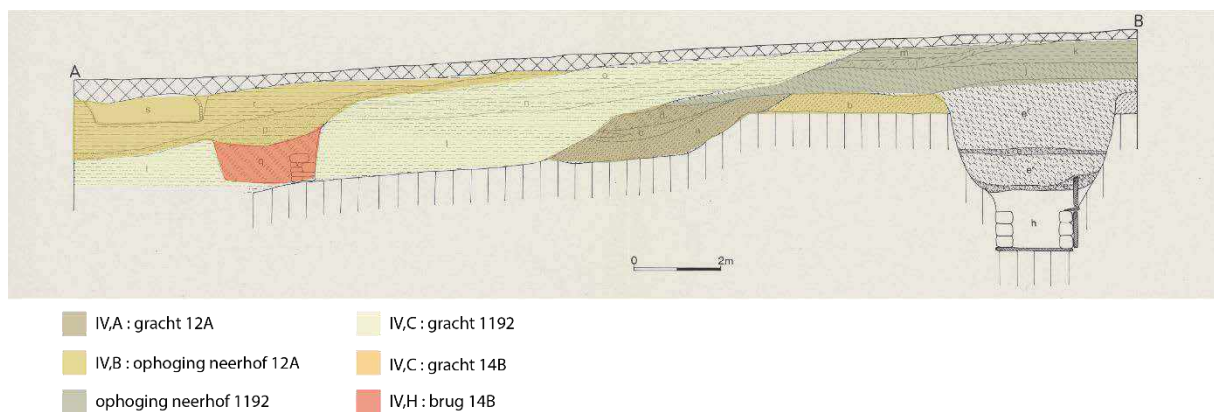 A
B
m
k
o
j
s
r
n
b
d
c
a
e
p
l
q
i
e'
h
0
2m
IV,A : gracht 12A
IV,C : gracht 1192
IV,B : ophoging neerhof 12A
IV,C : gracht 14B
ophoging neerhof 1192
IV,H : brug 14B